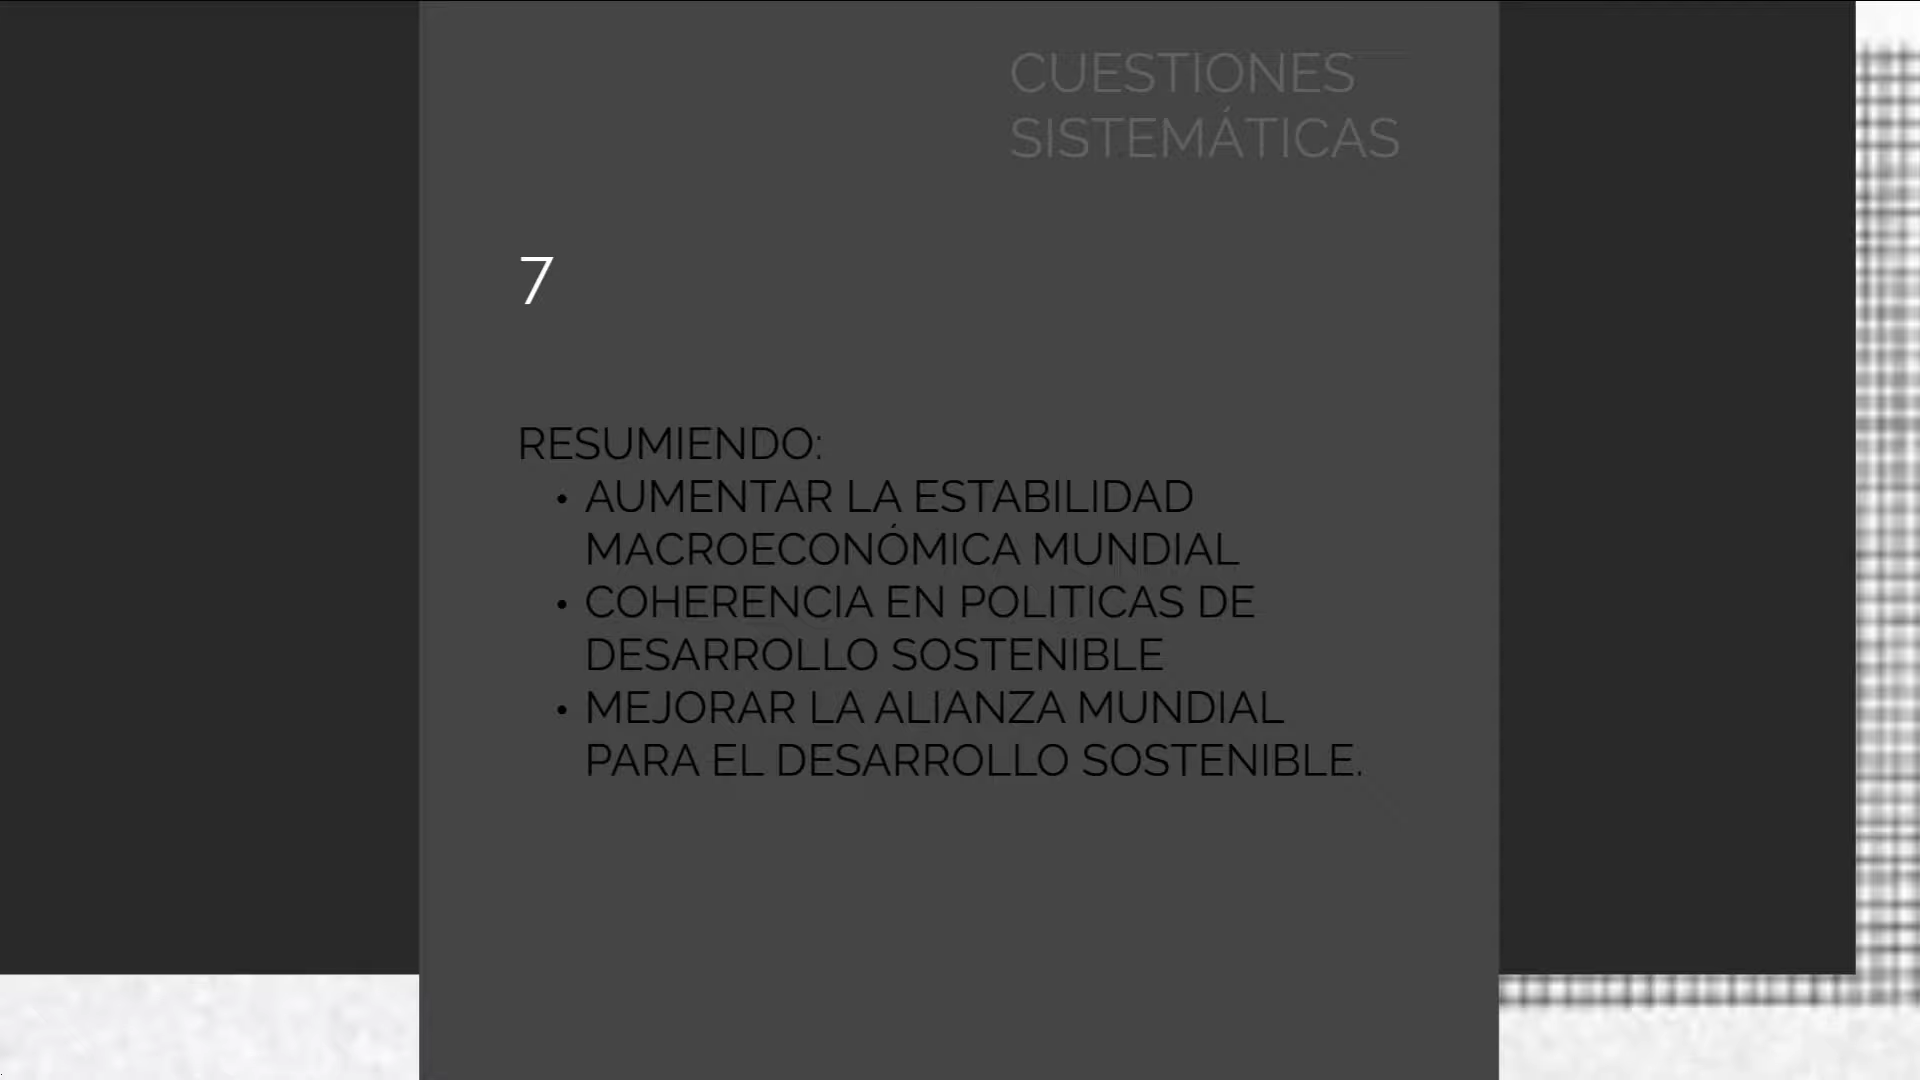 CUESTIONES
SISTEMÁTICAS
7
RESUMIENDO:
• AUMENTAR LA ESTABILIDAD
MACROECONÓMICA MUNDIAL
• COHERENCIA EN POLITICAS DE
DESARROLLO SOSTENIBLE
• MEJORAR LA ALIANZA MUNDIAL
PARA EL DESARROLLO SOSTENIBLE.